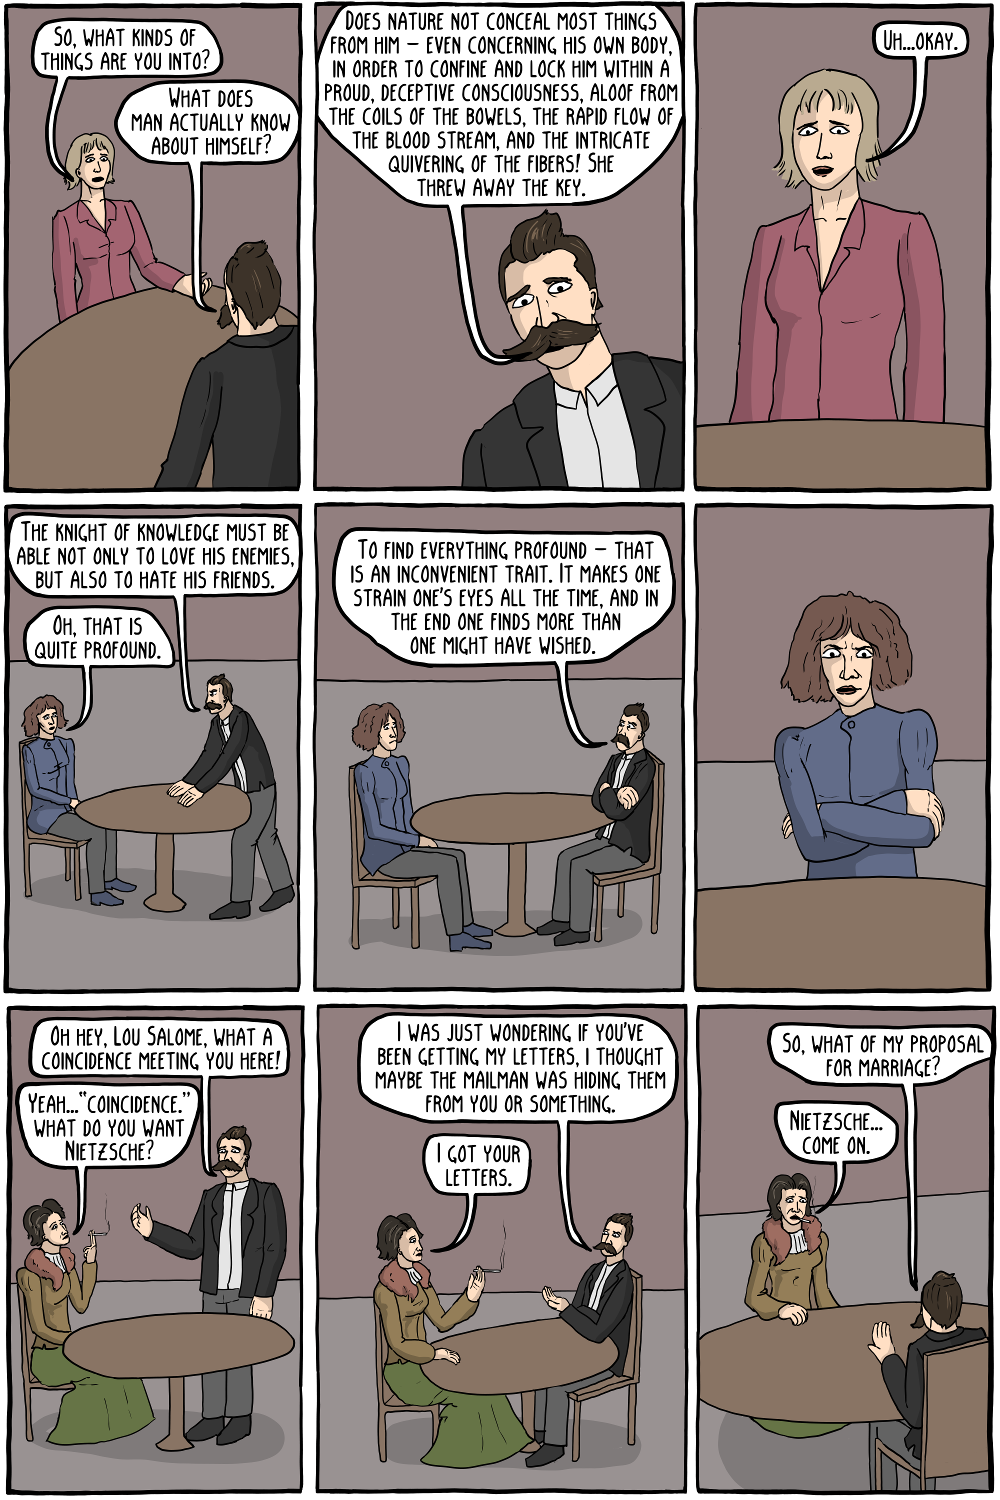 SO, WHAT KINDS OF
THINGS ARE YOU INTO?
WHAT DOES
MAN ACTUALLY KNOW
ABOUT HIMSELF?
DOES NATURE NOT CONCEAL MOST THINGS
FROM HIM – EVEN CONCERNING HIS OWN BODY,
IN ORDER TO CONFINE AND LOCK HIM WITHIN A
PROUD, DECEPTIVE CONSCIOUSNESS, ALOOF FROM
THE COILS OF THE BOWELS, THE RAPID FLOW OF
THE BLOOD STREAM, AND THE INTRICATE
QUIVERING OF THE FIBERS! SHE
THREW AWAY THE KEY.
UH...OKAY.
THE KNIGHT OF KNOWLEDGE MUST BE
ABLE NOT ONLY TO LOVE HIS ENEMIES,
BUT ALSO TO HATE HIS FRIENDS.
OH, THAT IS
QUITE PROFOUND.
TO FIND EVERYTHING PROFOUND – THAT
IS AN INCONVENIENT TRAIT. IT MAKES ONE
STRAIN ONE'S EYES ALL THE TIME, AND IN
THE END ONE FINDS MORE THAN
ONE MIGHT HAVE WISHED.
OH HEY, LOU SALOME, WHAT A
COINCIDENCE MEETING YOU HERE!
YEAH..."COINCIDENCE."
WHAT DO YOU WANT
NIETZSCHE?
I WAS JUST WONDERING IF YOU'VE
BEEN GETTING MY LETTERS, I THOUGHT
MAYBE THE MAILMAN WAS HIDING THEM
FROM YOU OR SOMETHING.
I GOT YOUR
LETTERS.
SO, WHAT OF MY PROPOSAL
FOR MARRIAGE?
NIETZSCHE...
COME ON.